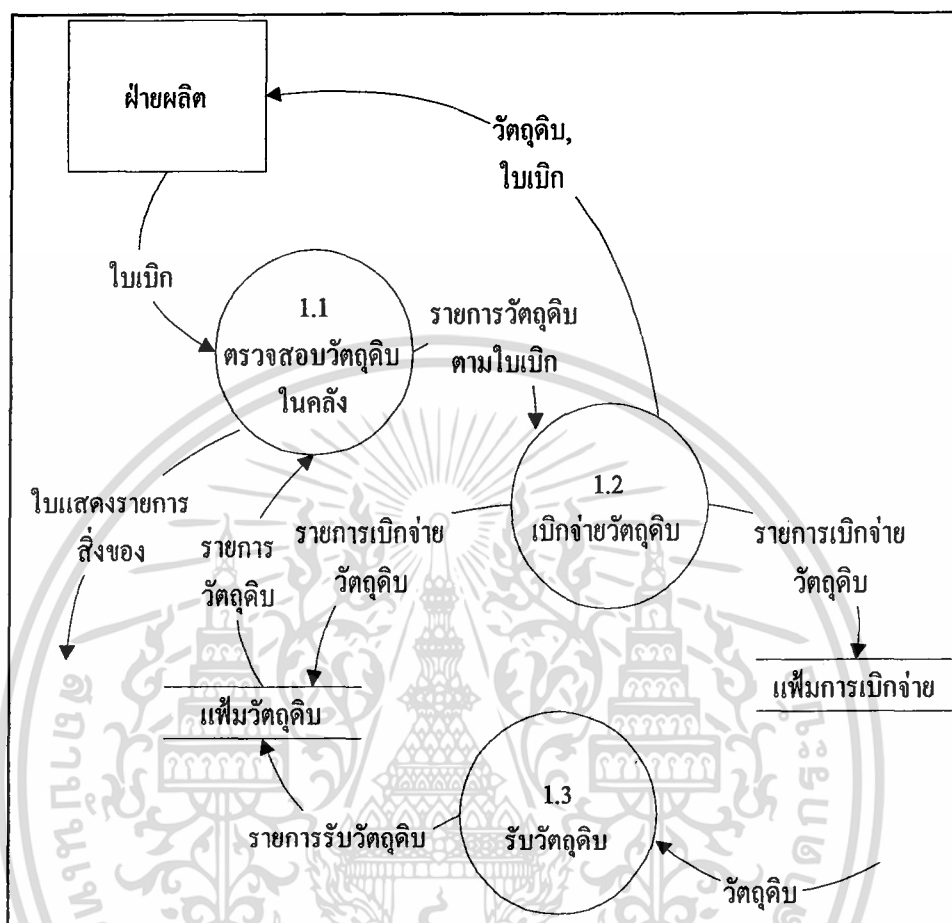 ฝ่ายผลิต
วัตถุดิบ,
ใบเบิก
ใบเบิก
1.1
ตรวจสอบวัตถุดิบ
ในคลัง
รายการวัตถุดิบ
ตามใบเบิก
1.2
เบิกจ่ายวัตถุดิบ
ใบแสดงรายการ
สิ่งของ
รายการ
วัตถุดิบ
รายการเบิกจ่าย
วัตถุดิบ
รายการเบิกจ่าย
วัตถุดิบ
แฟ้มวัตถุดิบ
แฟ้มการเบิกจ่าย
1.3
รับวัตถุดิบ
รายการรับวัตถุดิบ
วัตถุดิบ